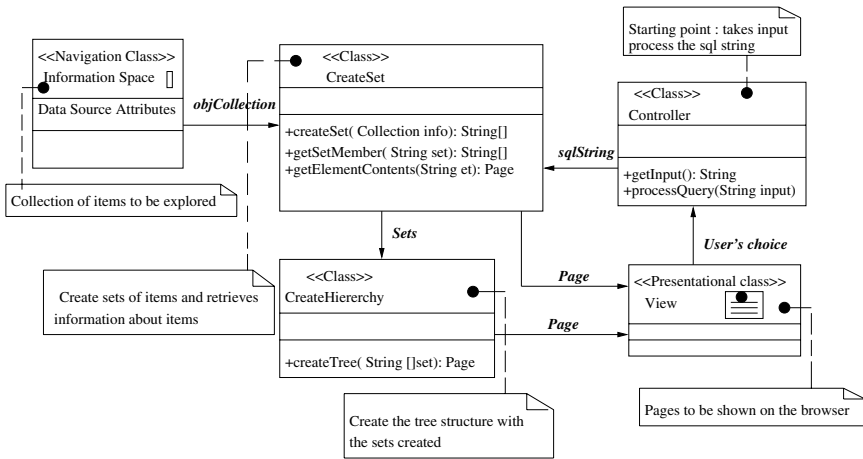 Starting point : takes input
process the sql string
<<Navigation Class>>
Information Space
Data Source Attributes
objCollection
<<Class>>
CreateSet
+createSet( Collection info): String[]
+getSetMember( String set): String[]
+getElementContents(String et): Page
sqlString
<<Class>>
Controller
+getInput(): String
+processQuery(String input)
Collection of items to be explored
Sets
User's choice
Create sets of items and retrieves
information about items
<<Class>>
CreateHiererchy
+createTree( String []set): Page
Page
Page
<<Presentational class>>
View
Create the tree structure with
the sets created
Pages to be shown on the browser